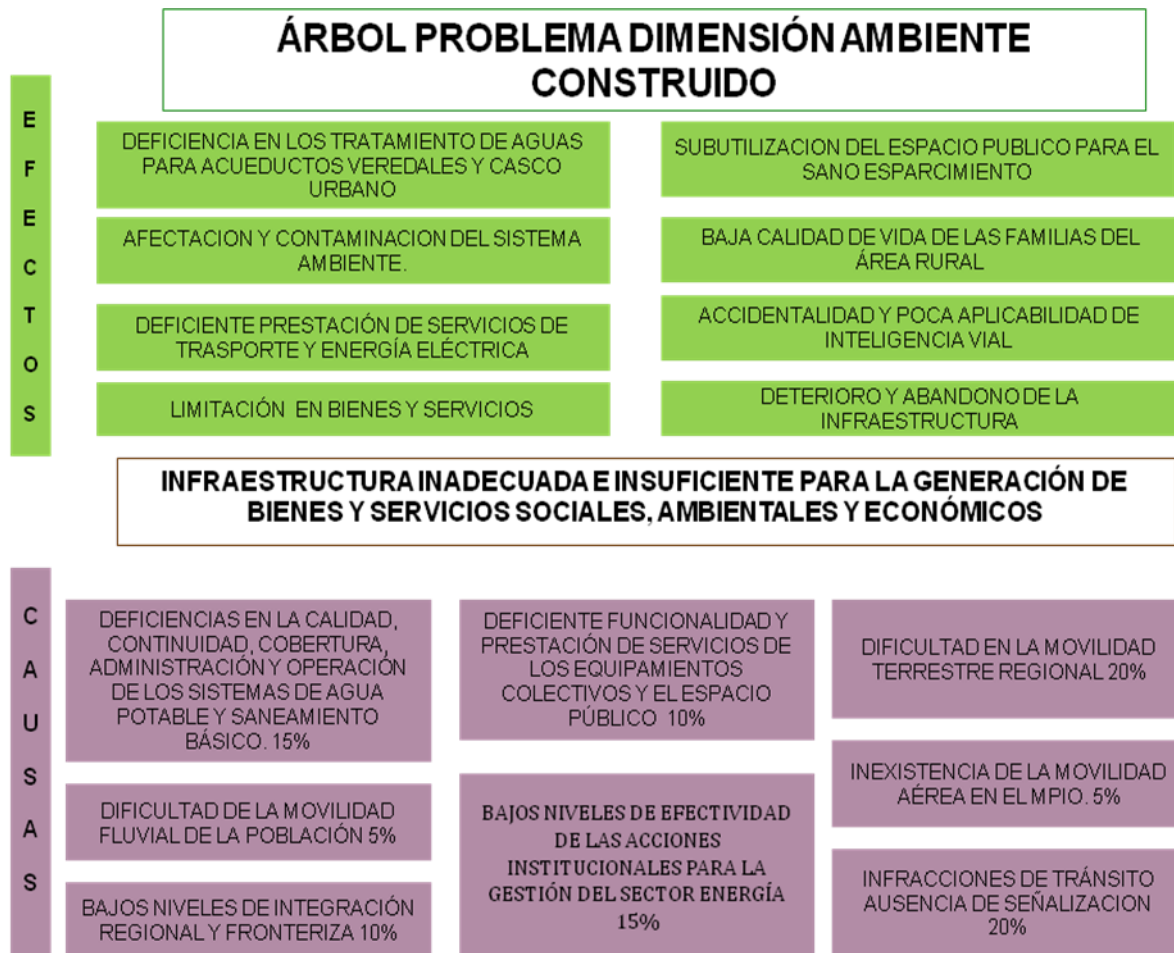 ÁRBOL PROBLEMA DIMENSIÓN AMBIENTE
CONSTRUIDO
E
F
E
C
T
O
S
DEFICIENCIA EN LOS TRATAMIENTO DE AGUAS
PARA ACUEDUCTOS VEREDALES Y CASCO
URBANO
SUBUTILIZACION DEL ESPACIO PUBLICO PARA EL
SANO ESPARCIMIENTO
AFECTACION Y CONTAMINACION DEL SISTEMA
AMBIENTE.
BAJA CALIDAD DE VIDA DE LAS FAMILIAS DEL
ÁREA RURAL
DEFICIENTE PRESTACIÓN DE SERVICIOS DE
TRASPORTE Y ENERGÍA ELÉCTRICA
ACCIDENTALIDAD Y POCA APLICABILIDAD DE
INTELIGENCIA VIAL
LIMITACIÓN EN BIENES Y SERVICIOS
DETERIORO Y ABANDONO DE LA
INFRAESTRUCTURA
INFRAESTRUCTURA INADECUADA E INSUFICIENTE PARA LA GENERACIÓN DE
BIENES Y SERVICIOS SOCIALES, AMBIENTALES Y ECONÓMICOS
C
A
U
S
A
S
DEFICIENCIAS EN LA CALIDAD,
CONTINUIDAD, COBERTURA,
ADMINISTRACIÓN Y OPERACIÓN
DE LOS SISTEMAS DE AGUA
POTABLE Y SANEAMIENTO
BÁSICO. 15%
DIFICULTAD DE LA MOVILIDAD
FLUVIAL DE LA POBLACIÓN 5%
BAJOS NIVELES DE INTEGRACIÓN
REGIONAL Y FRONTERIZA 10%
DEFICIENTE FUNCIONALIDAD Y
PRESTACIÓN DE SERVICIOS DE
LOS EQUIPAMIENTOS
COLECTIVOS Y EL ESPACIO
PÚBLICO 10%
BAJOS NIVELES DE EFECTIVIDAD
DE LAS ACCIONES
INSTITUCIONALES PARA LA
GESTIÓN DEL SECTOR ENERGÍA
15%
DIFICULTAD EN LA MOVILIDAD
TERRESTRE REGIONAL 20%
INEXISTENCIA DE LA MOVILIDAD
AÉREA EN EL MPIO. 5%
INFRACCIONES DE TRÁNSITO
AUSENCIA DE SEÑALIZACION
20%